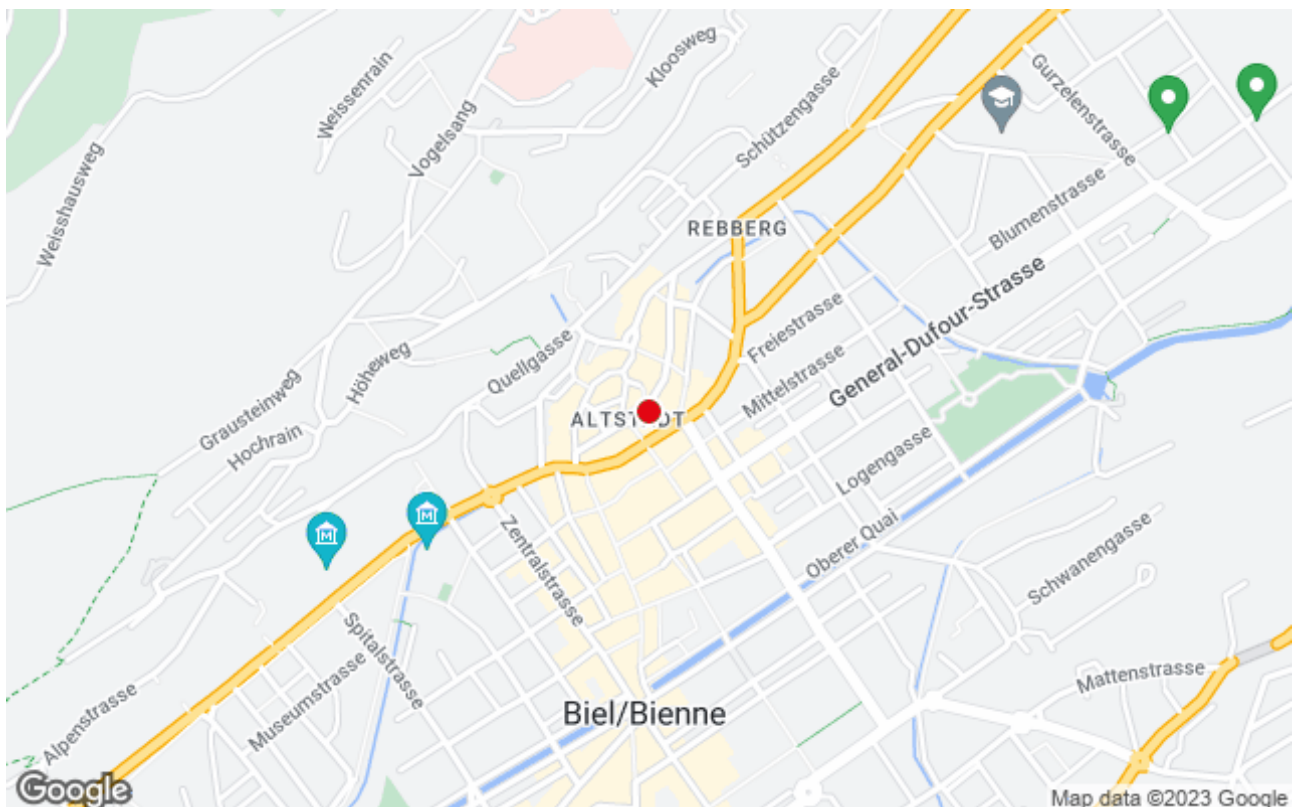 Weissenrain
Vogelsang
Kloosweg
Schützengasse
Gurzelenstrasse
Weisshausweg
REBBERG
Blumenstrasse
General-Dufour-Strasse
Freiestrasse
Mittelstrasse
Quellgasse
Höheweg
Grausteinweg
Hochrain
Logengasse
Oberer Quai
Schwanengasse
M
M
Zentralstrasse
Spitalstrasse
Museumstrasse
Alpenstrasse
Mattenstrasse
Biel/Bienne
Google
Map data ©2023 Google